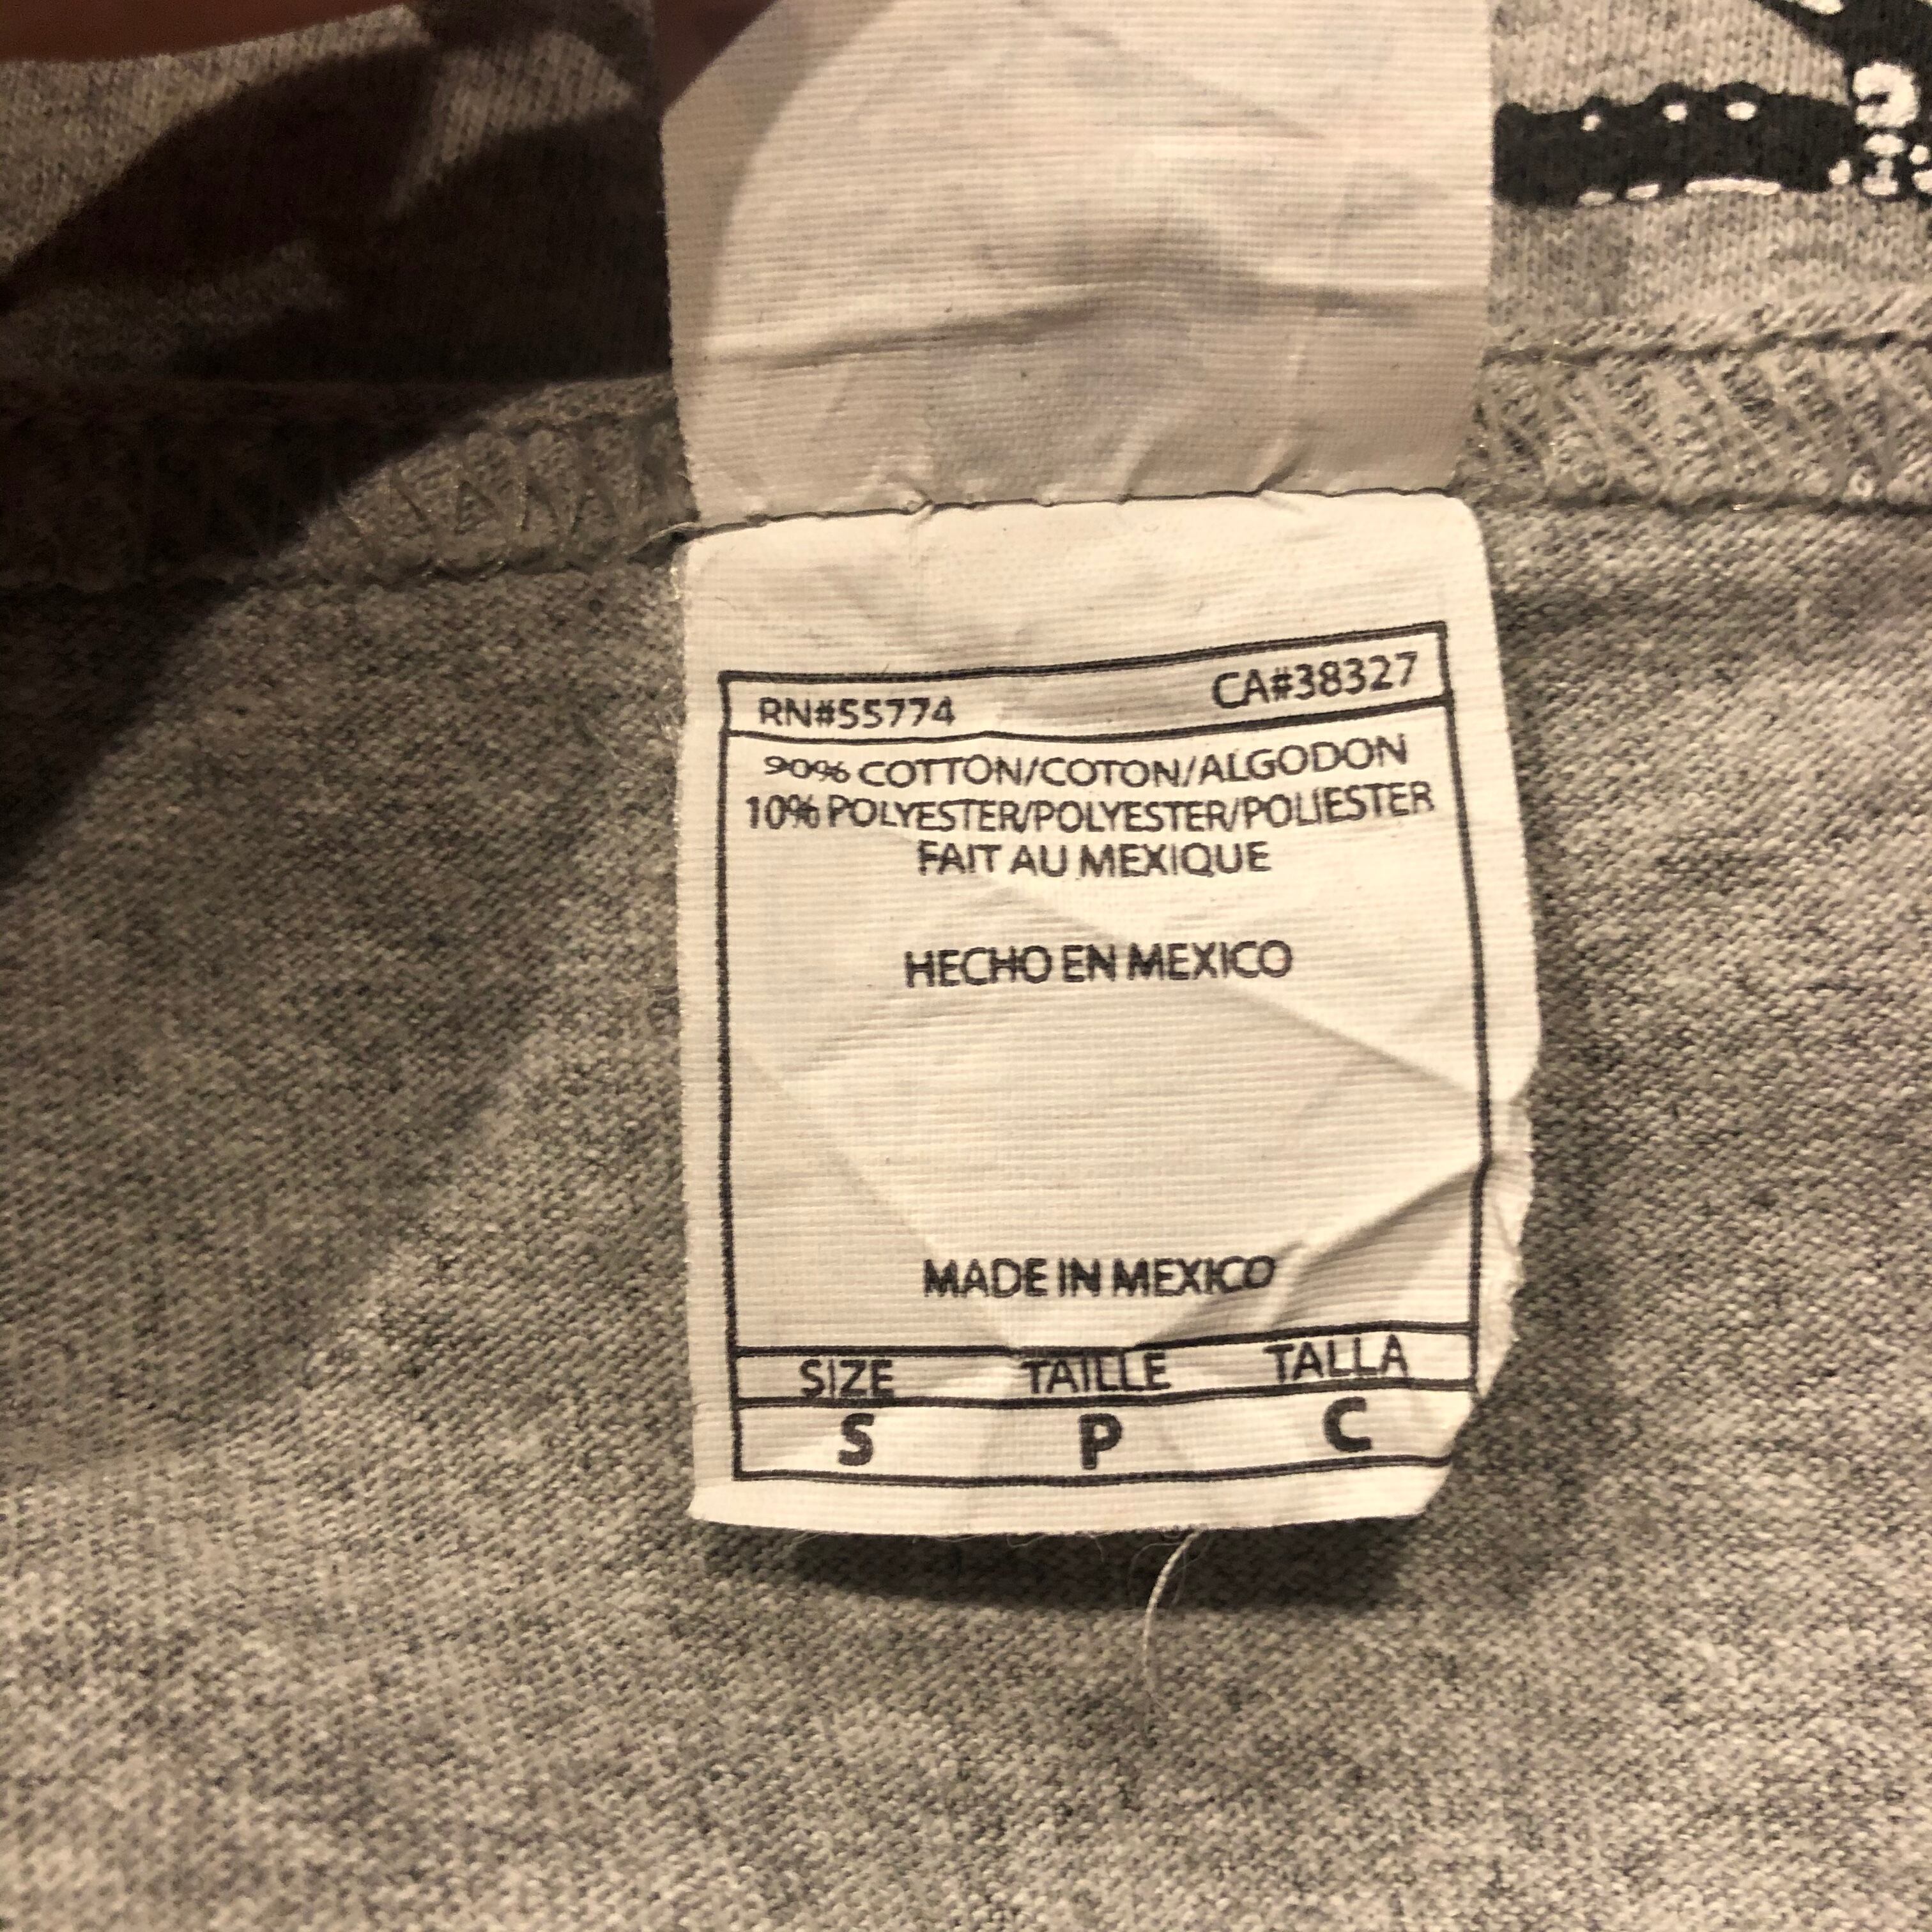 RN#55774 CA#38327
90% COTTON/COTON/ALGODON
10% POLYESTER/POLYESTER/POLIESTER
FAIT AU MEXIQUE
HECHO EN MEXICO
MADE IN MEXICO
SIZE TAILLE TALLA
S P C